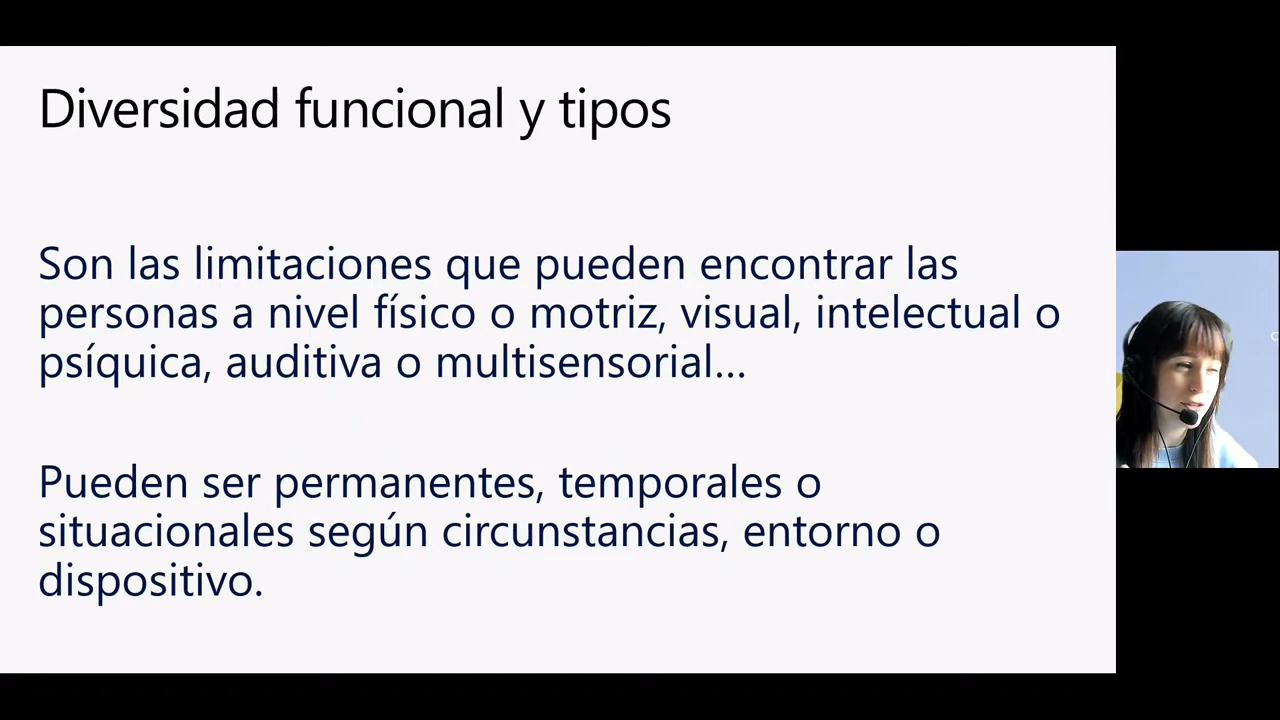 Diversidad funcional y tipos
Son las limitaciones que pueden encontrar las
personas a nivel físico o motriz, visual, intelectual o
psíquica, auditiva o multisensorial...
Pueden ser permanentes, temporales o
situacionales según circunstancias, entorno o
dispositivo.